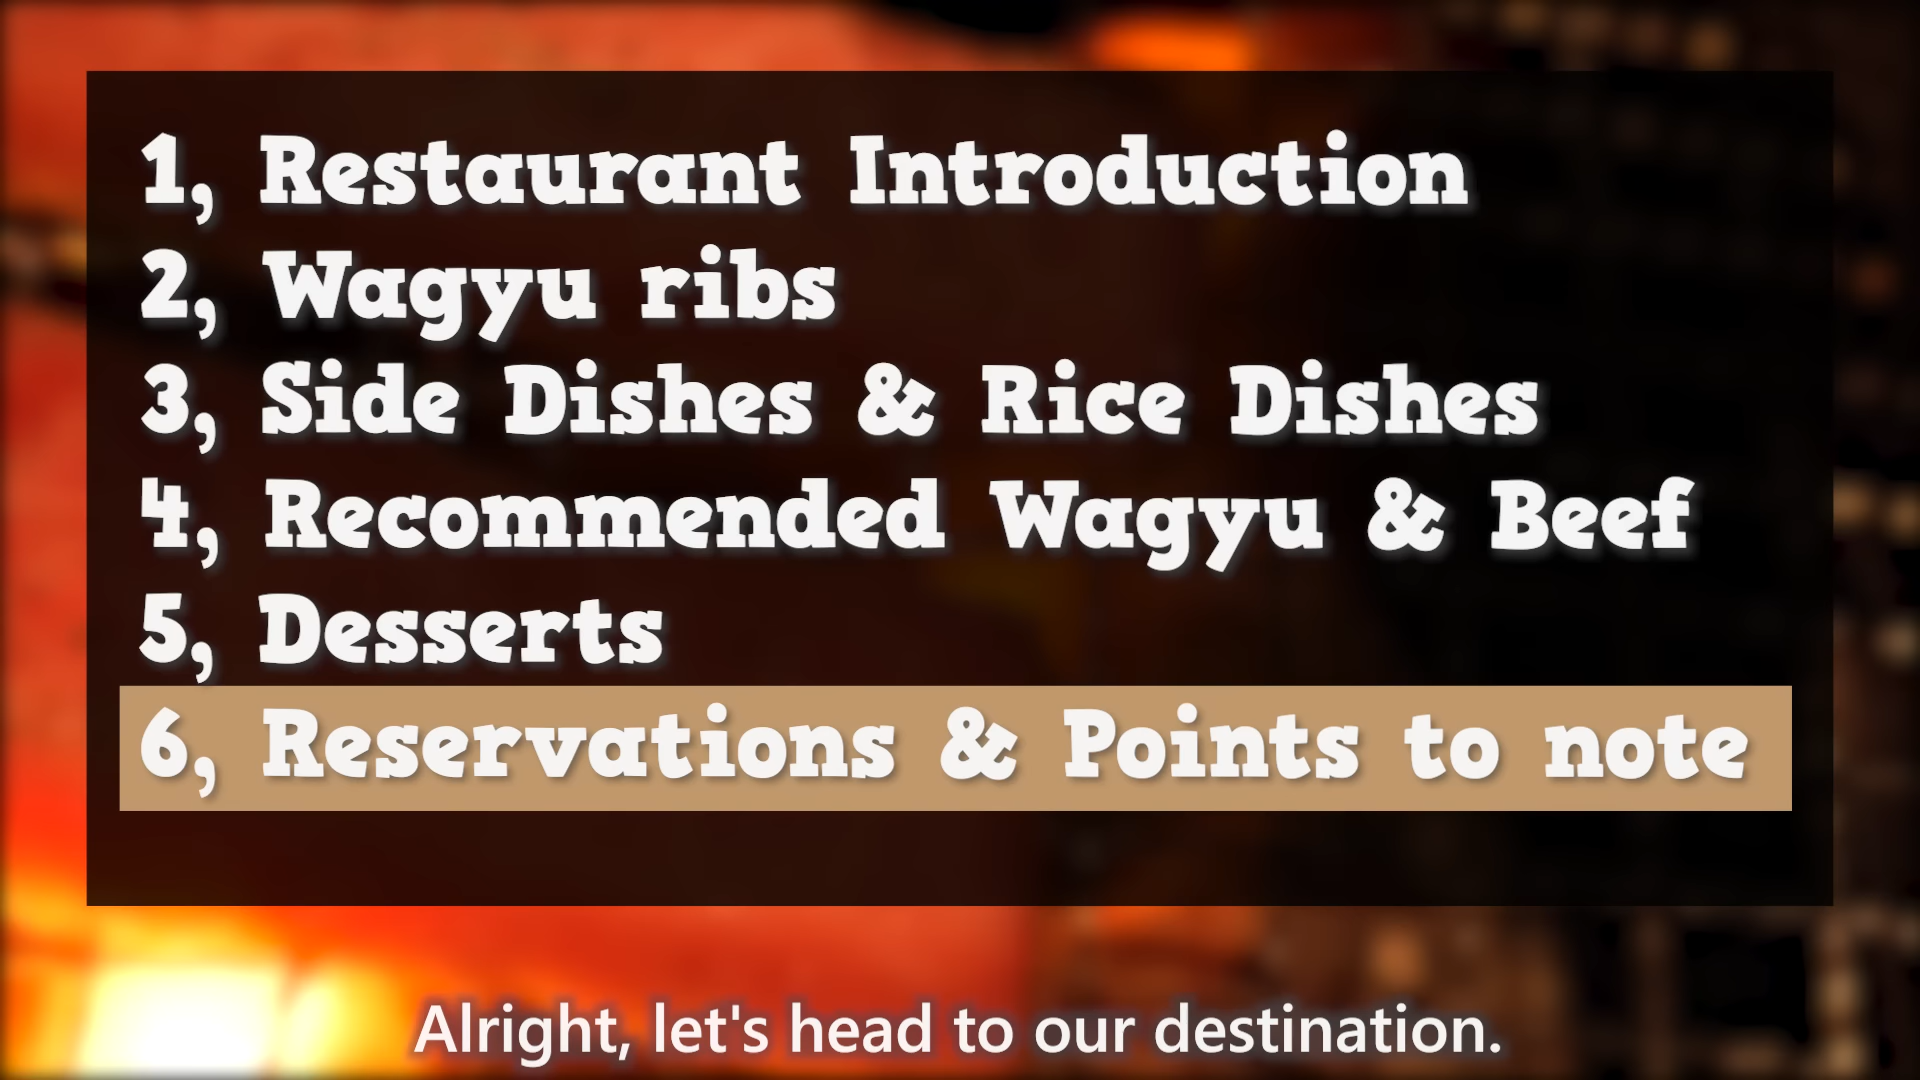 1, Restaurant Introduction
2, Wagyu ribs
3, Side Dishes & Rice Dishes
4, Recommended Wagyu & Beef
5, Desserts
6, Reservations & Points to note
Alright, let's head to our destination.